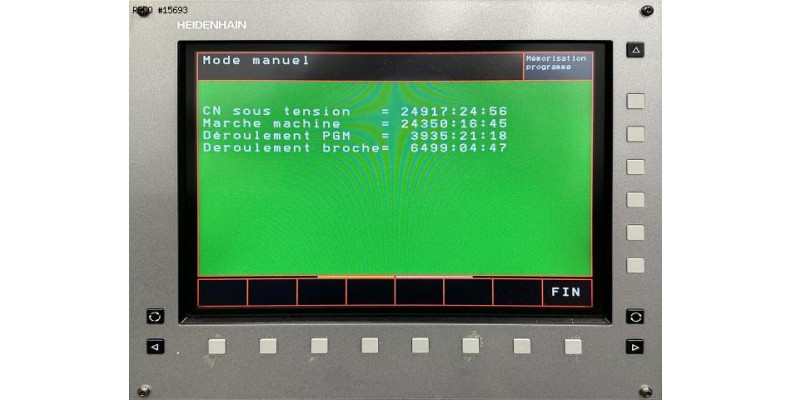 HEIDENHAIN
Mode manuel
Mémorisation
programme
CN sous tension = 24917:24:56
Marche machine = 24350:16:45
Déroulement PGM = 3935:21:18
Deroulement broche= 6499:04:47
FIN